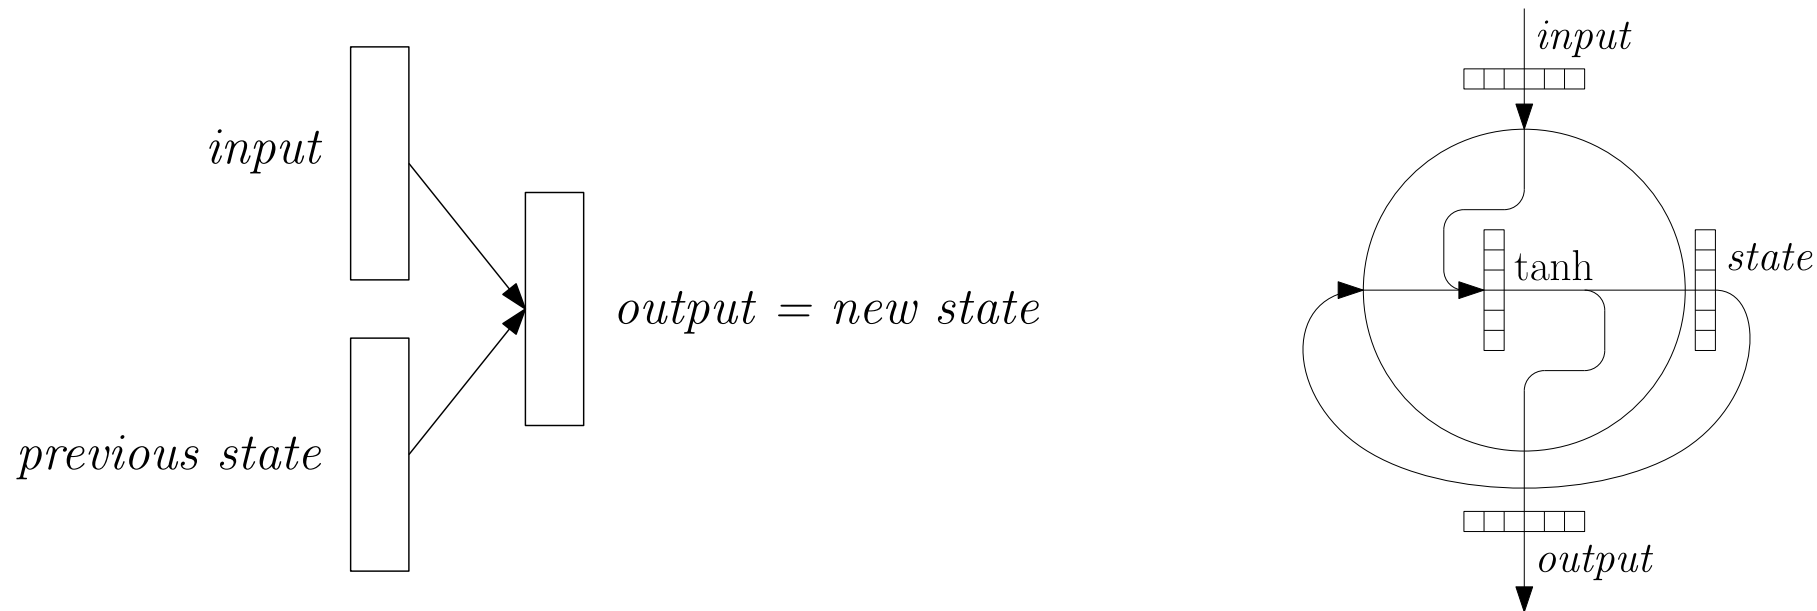 input
previous state
output = new state
input
tanh
state
output